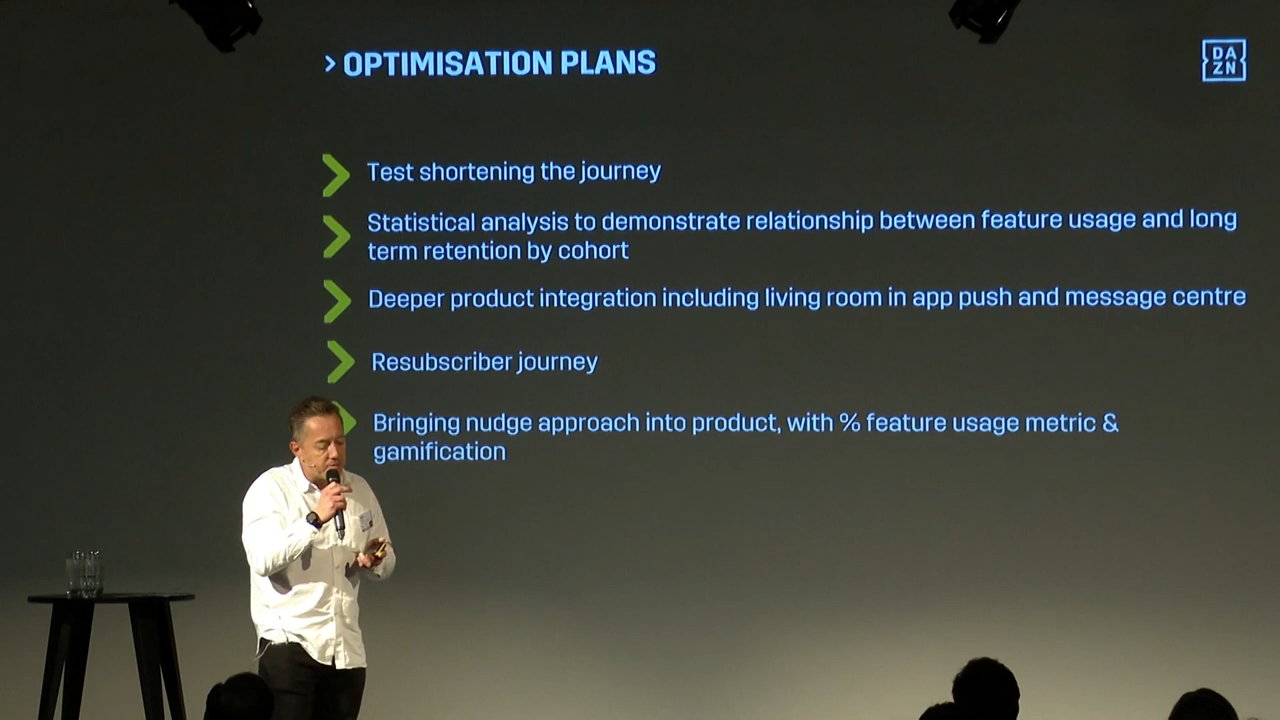 > OPTIMISATION PLANS
DA
ZN
Test shortening the journey
Statistical analysis to demonstrate relationship between feature usage and long
term retention by cohort
Deeper product integration including living room in app push and message centre
Resubscriber journey
Bringing nudge approach into product, with % feature usage metric &
gamification